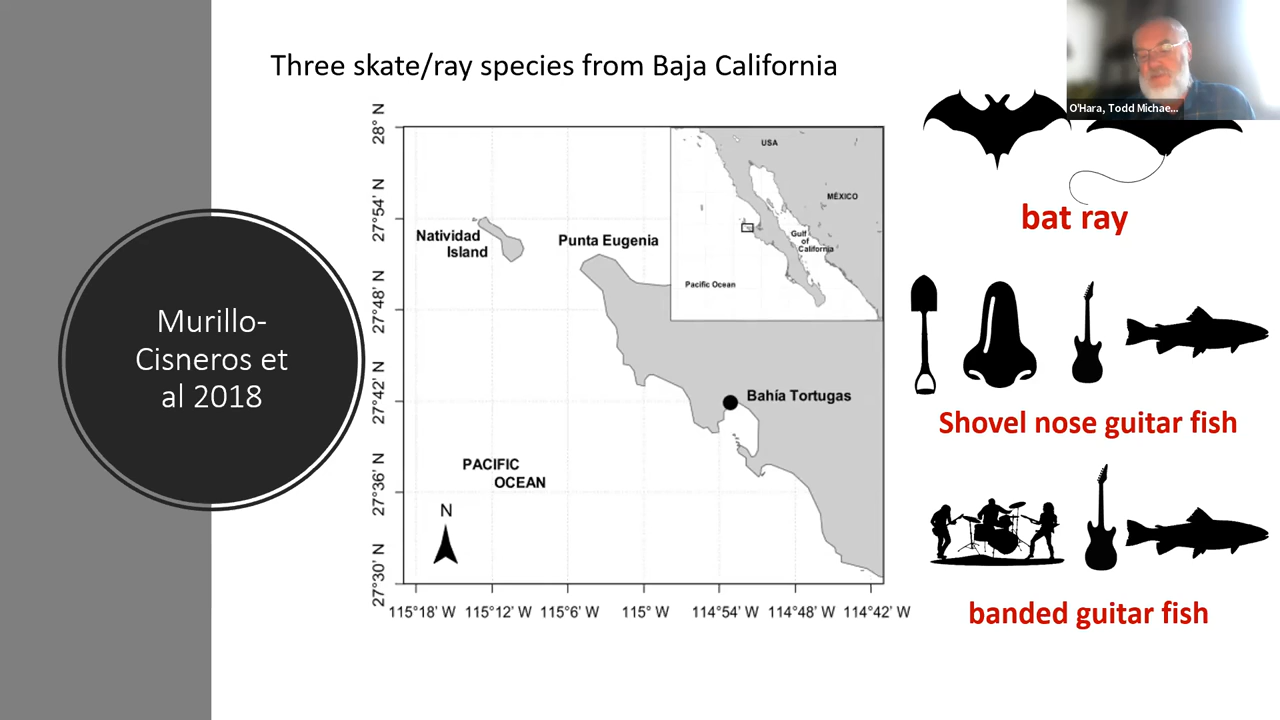 Three skate/ray species from Baja California
O'Hara, Todd Michae...
Murillo-
Cisneros et
al 2018
28° N
27°54' N
27°48' N
27°42' N
27°36' N
27°30' N
115°18' W
115°12' W
115°6' W
115° W
114°54' W
114°48' W
114°42' W
Natividad
Island
Punta Eugenia
Bahía Tortugas
PACIFIC
OCEAN
N
USA
MÉXICO
Gulf
of
California
Pacific Ocean
bat ray
Shovel nose guitar fish
banded guitar fish